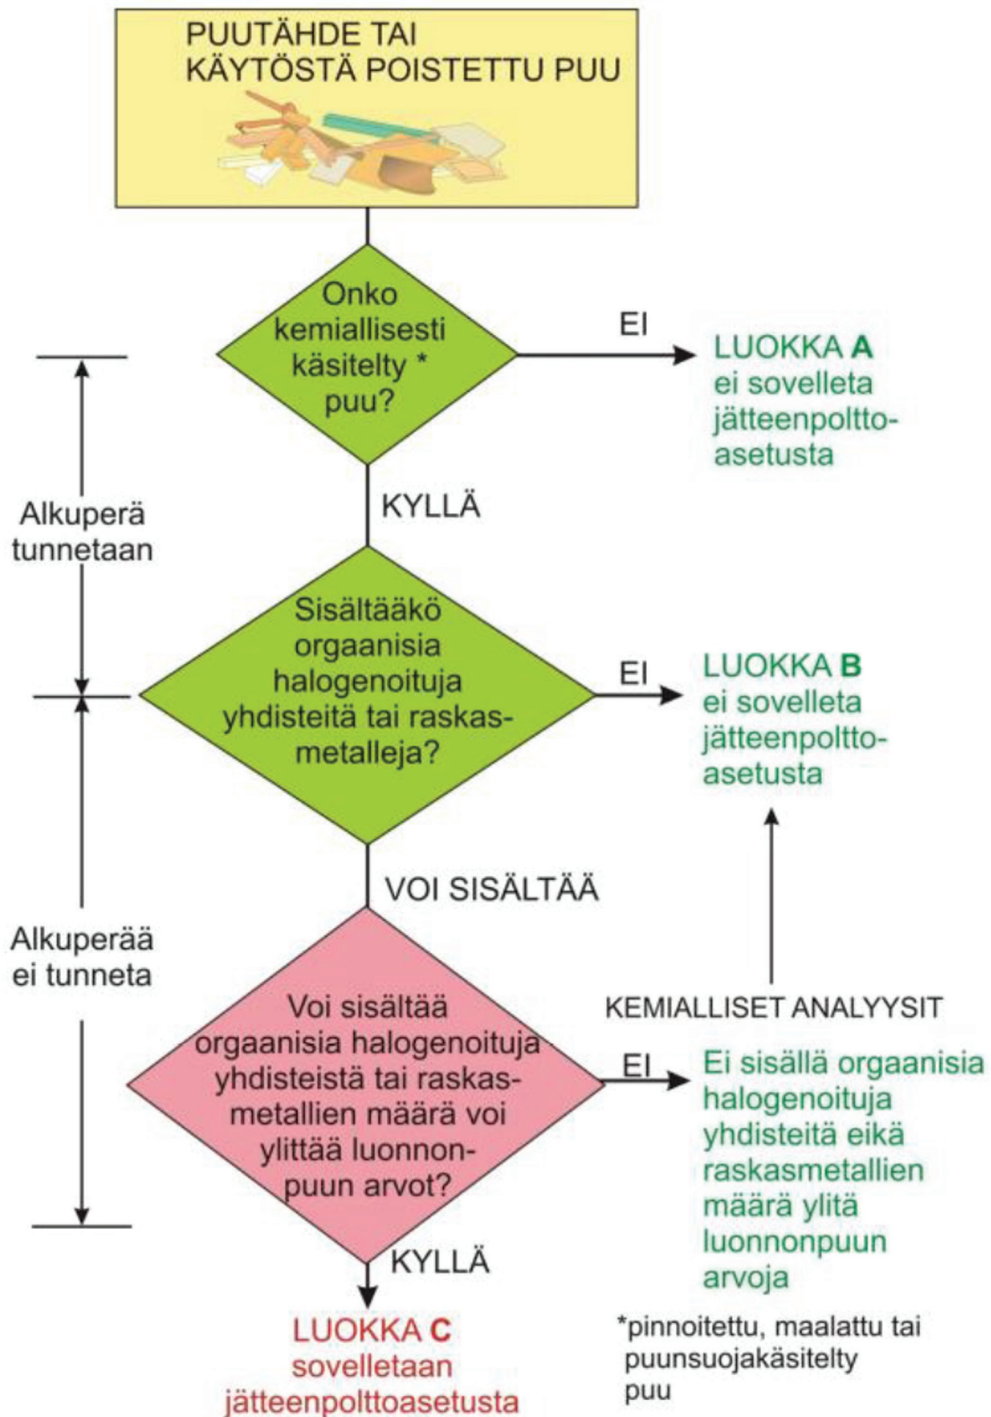 PUUTÄHDE TAI
KÄYTÖSTÄ POISTETTU PUU
Onko
kemiallisesti
käsitelty *
puu?
EI
LUOKKA A
ei sovelleta
jätteenpoltto-
asetusta
Alkuperä
tunnetaan
KYLLÄ
Sisältääkö
orgaanisia
halogenoituja
yhdisteitä tai raskas-
metalleja?
EI
LUOKKA B
ei sovelleta
jätteenpoltto-
asetusta
VOI SISÄLTÄÄ
Alkuperää
ei tunneta
Voi sisältää
orgaanisia halogenoituja
yhdisteistä tai raskas-
metallien määrä voi
ylittää luonnon-
puun arvot?
EI
KEMIALLISET ANALYYSIT
Ei sisällä orgaanisia
halogenoituja
yhdisteitä eikä
raskasmetallien
määrä ylitä
luonnonpuun
arvoja
KYLLÄ
LUOKKA C
sovelletaan
jätteenpolttoasetusta
*pinnoitettu, maalattu tai
puunsuojakäsitelty
puu